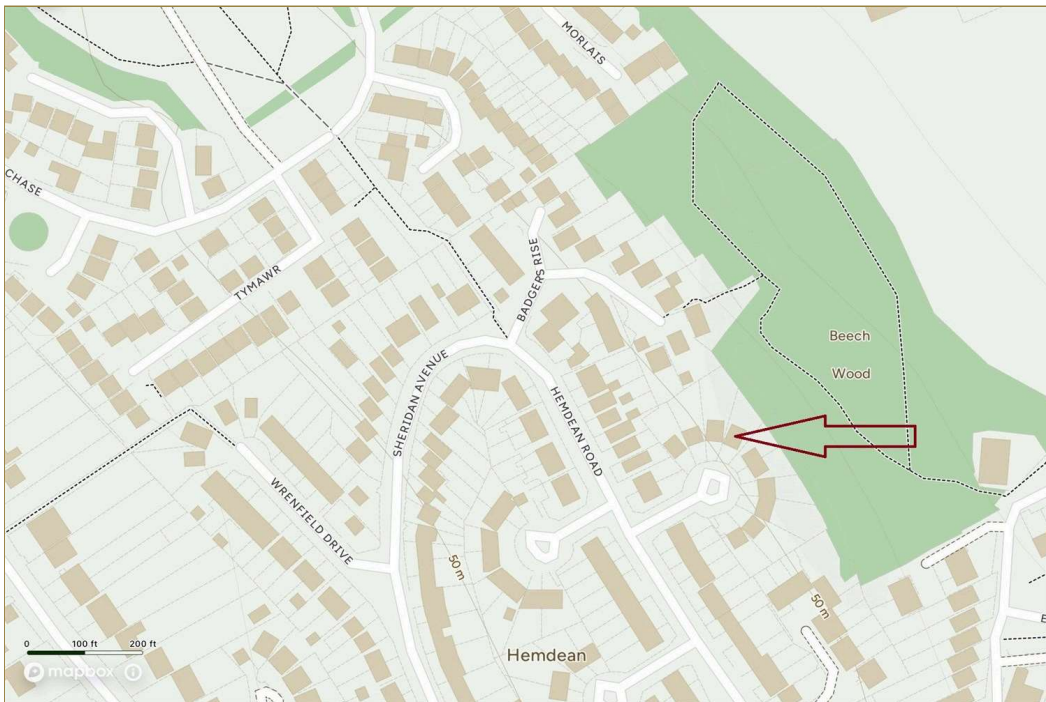 MORLAIS
CHASE
TYMAWR
BADGERS RISE
SHERIDAN AVENUE
HEMDEAN ROAD
Beech
Wood
WRENFIELD DRIVE
50 m
50 m
Hemdean
0 100 ft 200 ft
mapbox
E